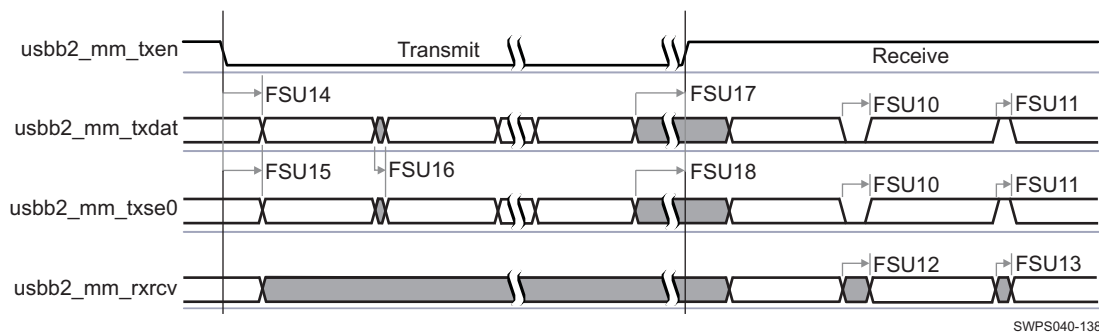 usbb2_mm_txen
Transmit
Receive
FSU14
FSU17
FSU10
FSU11
usbb2_mm_txdat
FSU15
FSU16
FSU18
FSU10
FSU11
usbb2_mm_txse0
FSU12
FSU13
usbb2_mm_rxrcv
SWPS040-138